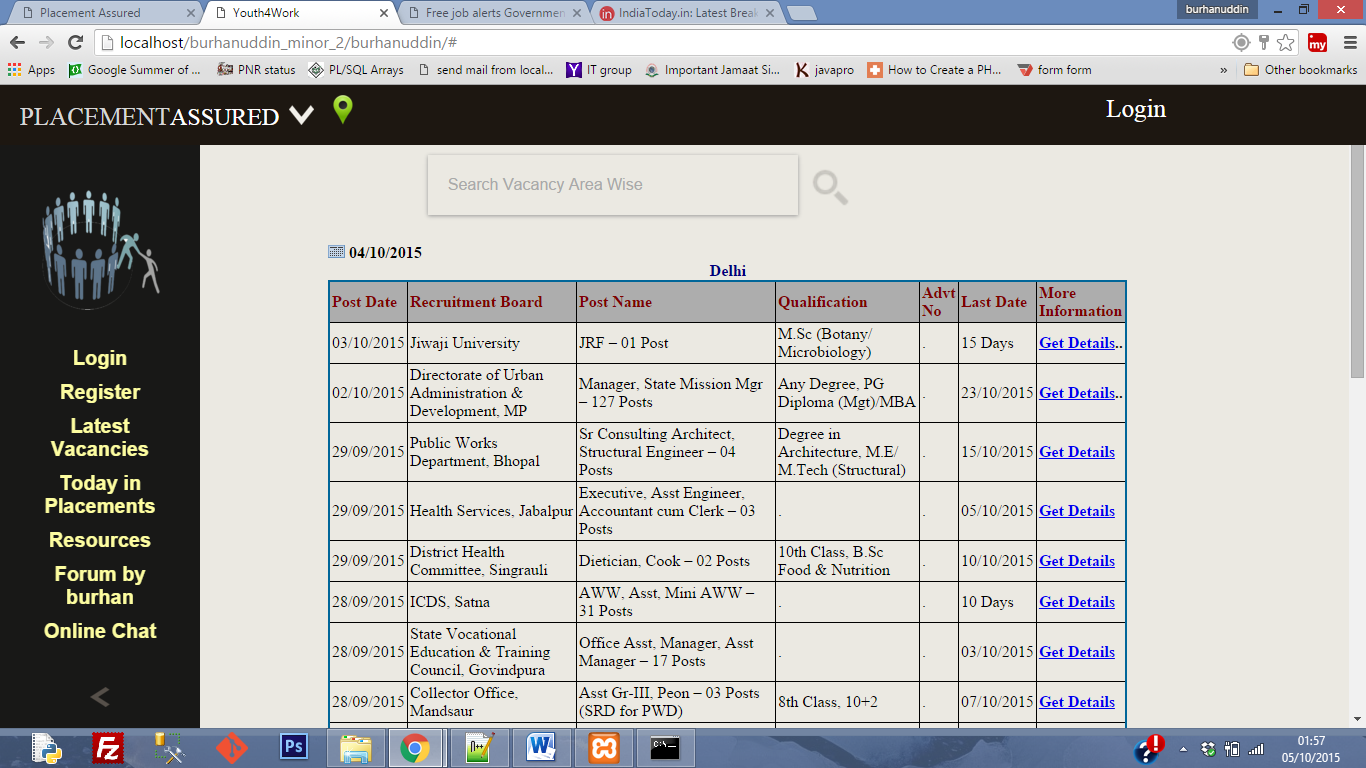 Placement Assured
Youth4Work
Free job alerts Governmen
IndiaToday.in: Latest Break
burhanuddin
localhost/burhanuddin_minor_2/burhanuddin/#
my
Apps
Google Summer of ...
PNR status
PL/SQL Arrays
send mail from local...
IT group
Important Jamaat Si...
javapro
How to Create a PH...
form form
»
Other bookmarks
PLACEMENTASSURED
Login
Login
Register
Latest
Vacancies
Today in
Placements
Resources
Forum by
burhan
Online Chat
Search Vacancy Area Wise
04/10/2015
Delhi
Post Date Recruitment Board Post Name Qualification Advt No Last Date More Information
03/10/2015 Jiwaji University JRF – 01 Post M.Sc (Botany/ Microbiology) . 15 Days Get Details..
02/10/2015 Directorate of Urban Administration & Development, MP Manager, State Mission Mgr – 127 Posts Any Degree, PG Diploma (Mgt)/MBA . 23/10/2015 Get Details..
29/09/2015 Public Works Department, Bhopal Sr Consulting Architect, Structural Engineer – 04 Posts Degree in Architecture, M.E/ M.Tech (Structural) . 15/10/2015 Get Details
29/09/2015 Health Services, Jabalpur Executive, Asst Engineer, Accountant cum Clerk – 03 Posts . . 05/10/2015 Get Details
29/09/2015 District Health Committee, Singrauli Dietician, Cook – 02 Posts 10th Class, B.Sc Food & Nutrition . 10/10/2015 Get Details
28/09/2015 ICDS, Satna AWW, Asst, Mini AWW – 31 Posts . . 10 Days Get Details
28/09/2015 State Vocational Education & Training Council, Govindpura Office Asst, Manager, Asst Manager – 17 Posts . . 03/10/2015 Get Details
28/09/2015 Collector Office, Mandsaur Asst Gr-III, Peon – 03 Posts (SRD for PWD) 8th Class, 10+2 . 07/10/2015 Get Details
Ps
01:57
05/10/2015